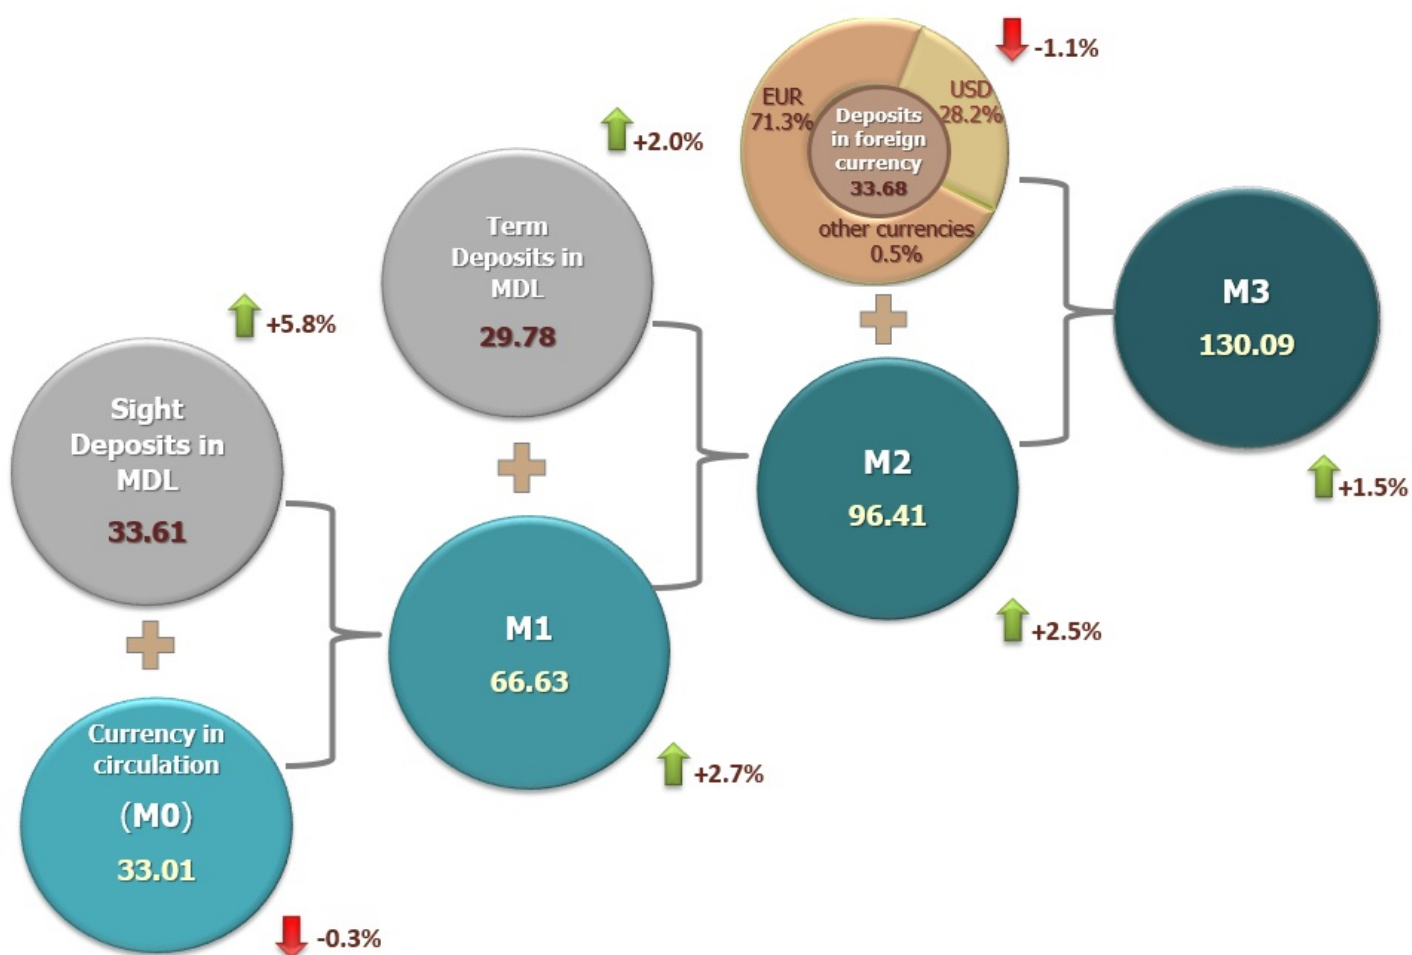 -1.1%
EUR
71.3%
USD
28.2%
Deposits
in foreign
currency
33.68
other currencies
0.5%
+2.0%
Term
Deposits in
MDL
29.78
M3
130.09
+1.5%
+5.8%
Sight
Deposits in
MDL
33.61
M2
96.41
+2.5%
M1
66.63
+2.7%
Currency in
circulation
(M0)
33.01
-0.3%